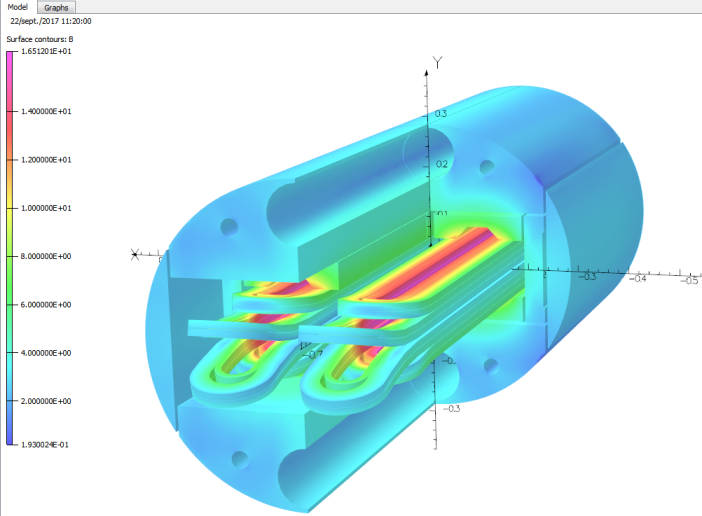 Model Graphs
22/sept./2017 11:20:00
Surface contours: B
1.651201E+01
1.400000E+01
1.200000E+01
1.000000E+01
8.000000E+00
6.000000E+00
4.000000E+00
2.000000E+00
1.930024E-01
Y
0.3
0.2
X
-0.3
-0.4
-0.5
-0.7
-0.3